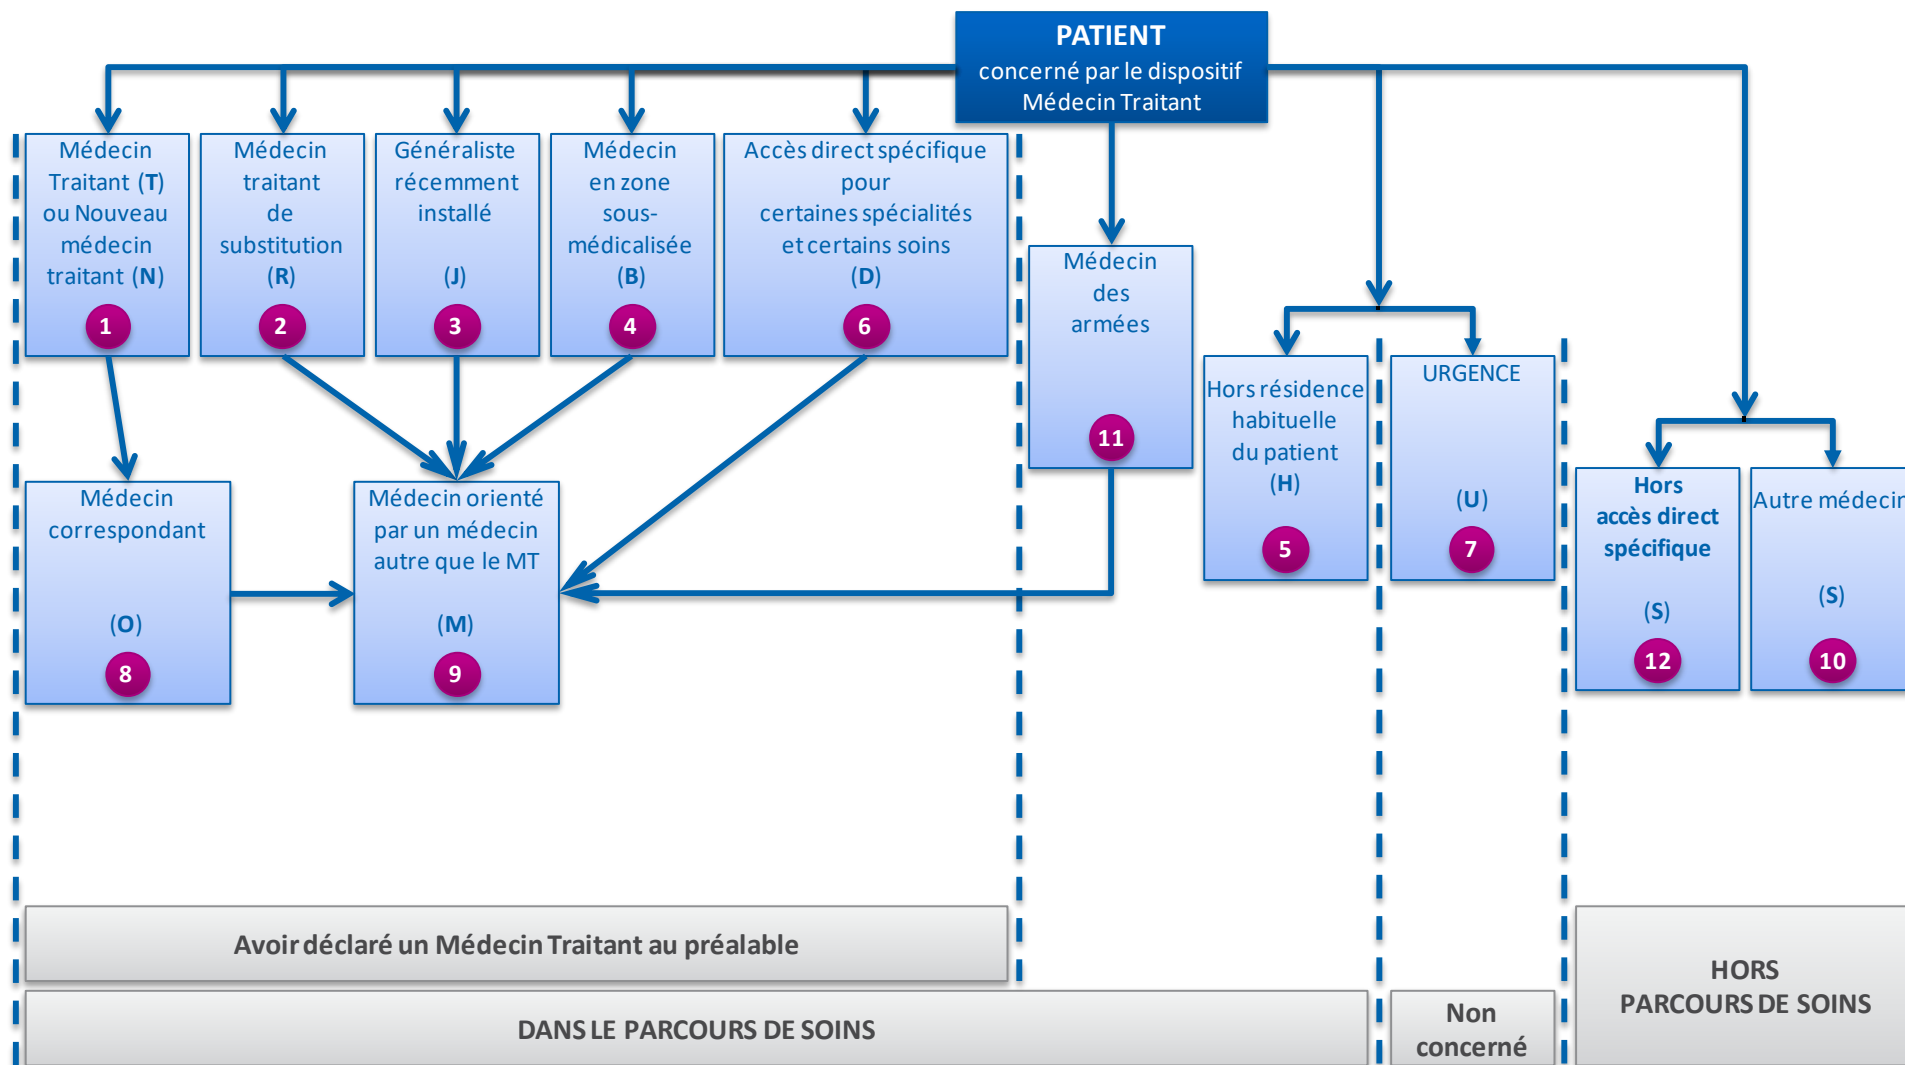 PATIENT
concerné par le dispositif
Médecin Traitant
Médecin
Traitant (T)
ou Nouveau
médecin
traitant (N)
1
Médecin
traitant
de
substitution
(R)
2
Généraliste
récemment
installé
(J)
3
Médecin
en zone
sous-
médicalisée
(B)
4
Accès direct spécifique
pour
certaines spécialités
et certains soins
(D)
6
Médecin
des
armées
11
Hors résidence
habituelle
du patient
(H)
5
URGENCE
(U)
7
Hors
accès direct
spécifique
(S)
12
Autre médecin
(S)
10
Médecin
correspondant
(O)
8
Médecin orienté
par un médecin
autre que le MT
(M)
9
Avoir déclaré un Médecin Traitant au préalable
DANS LE PARCOURS DE SOINS
Non
concerné
HORS
PARCOURS DE SOINS